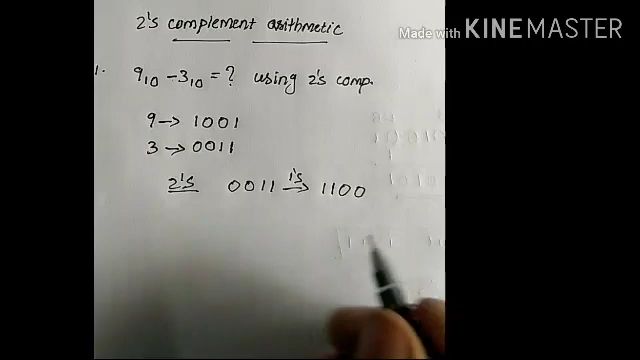 2's complement arithmetic
Made with KINEMASTER
1. 9₁₀ - 3₁₀ = ? using 2's comp.
9 → 1001
3 → 0011
2's 0011 1's → 1100